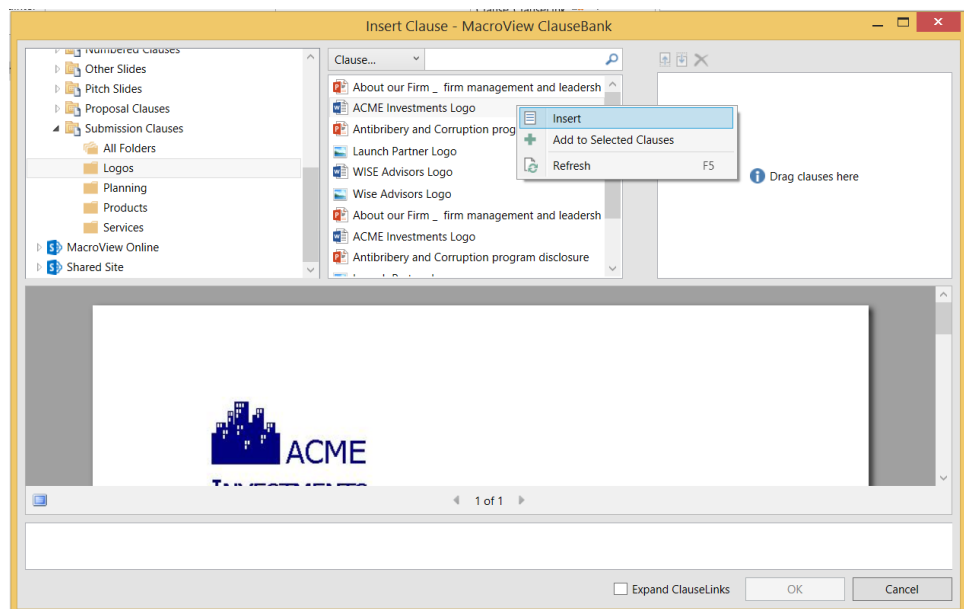 Insert Clause - MacroView ClauseBank
Numbered Clauses
Other Slides
Pitch Slides
Proposal Clauses
Submission Clauses
All Folders
Logos
Planning
Products
Services
MacroView Online
Shared Site
Clause...
About our Firm _ firm management and leadersh
ACME Investments Logo
Antibribery and Corruption prog
Launch Partner Logo
WISE Advisors Logo
Wise Advisors Logo
About our Firm _ firm management and leadersh
ACME Investments Logo
Antibribery and Corruption program disclosure
Insert
Add to Selected Clauses
Refresh F5
Drag clauses here
ACME
INVESTMENTS
1 of 1
Expand ClauseLinks
OK
Cancel